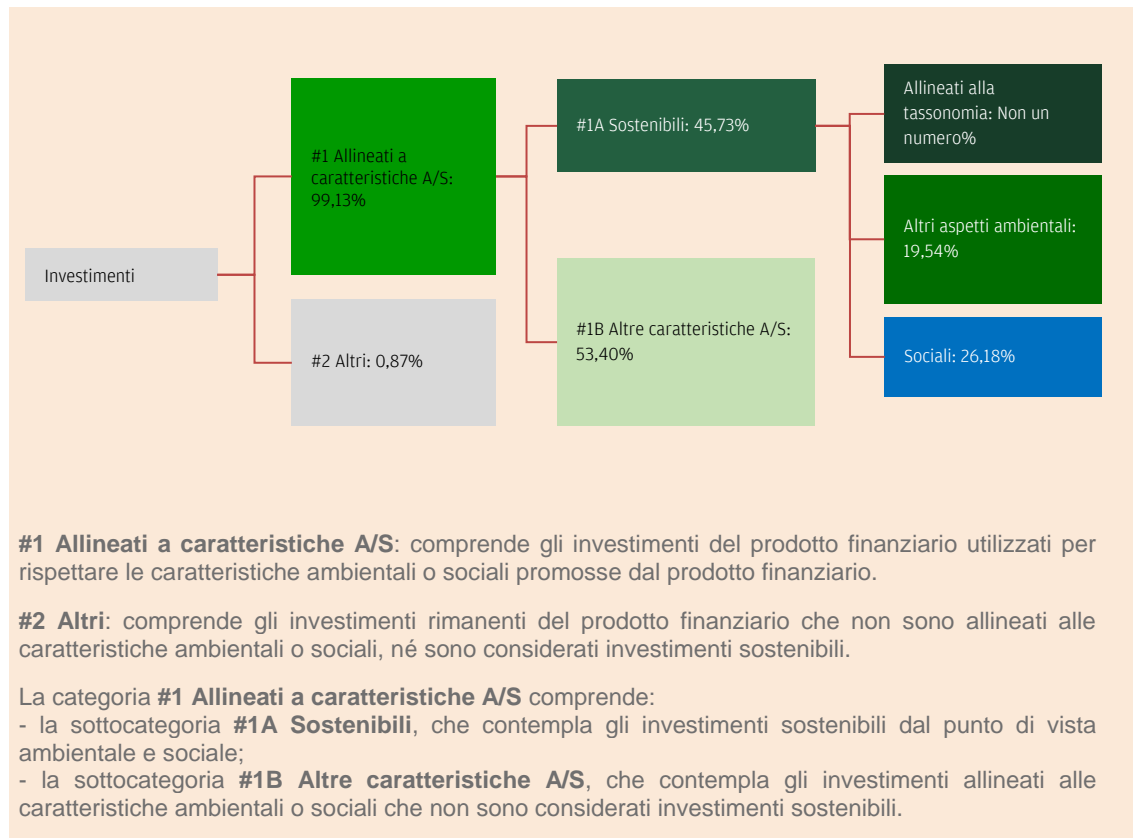 Investimenti
#1 Allineati a
caratteristiche A/S:
99,13%
#2 Altri: 0,87%
#1A Sostenibili: 45,73%
#1B Altre caratteristiche A/S:
53,40%
Allineati alla
tassonomia: Non un
numero%
Altri aspetti ambientali:
19,54%
Sociali: 26,18%
#1 Allineati a caratteristiche A/S: comprende gli investimenti del prodotto finanziario utilizzati per
rispettare le caratteristiche ambientali o sociali promosse dal prodotto finanziario.
#2 Altri: comprende gli investimenti rimanenti del prodotto finanziario che non sono allineati alle
caratteristiche ambientali o sociali, né sono considerati investimenti sostenibili.
La categoria #1 Allineati a caratteristiche A/S comprende:
- la sottocategoria #1A Sostenibili, che contempla gli investimenti sostenibili dal punto di vista
ambientale e sociale;
- la sottocategoria #1B Altre caratteristiche A/S, che contempla gli investimenti allineati alle
caratteristiche ambientali o sociali che non sono considerati investimenti sostenibili.